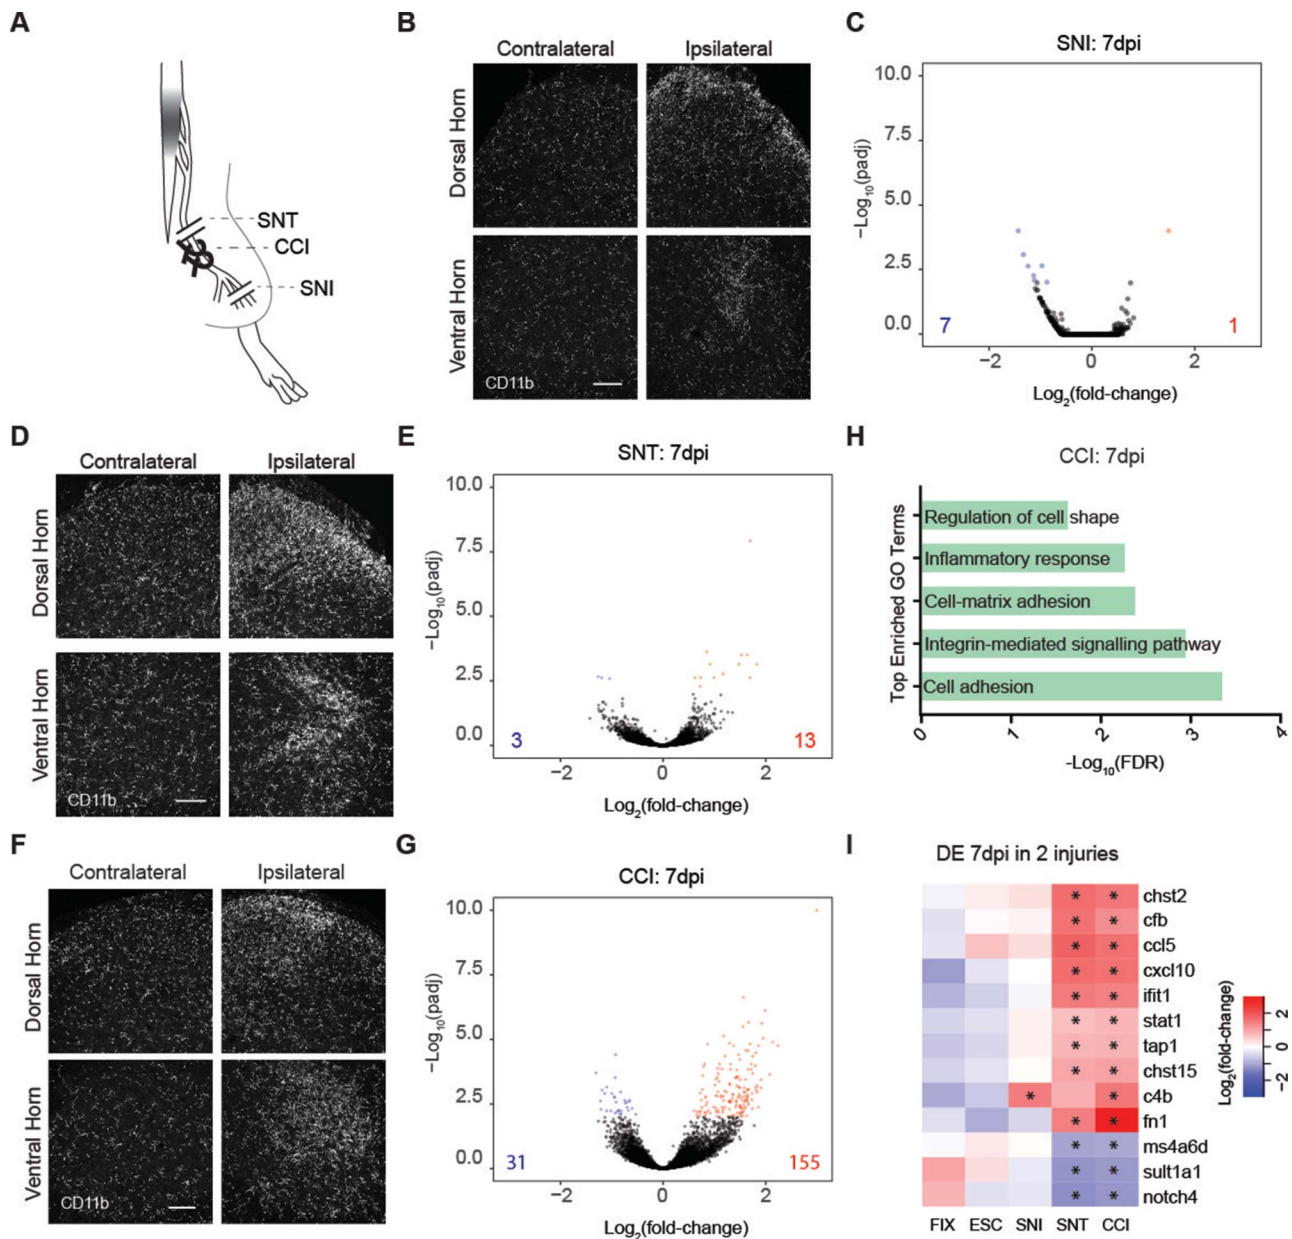 A
SNT
CCI
SNI
B
Contralateral Ipsilateral
Dorsal Horn
Ventral Horn
CD11b
C
SNI: 7dpi
−Log10(padj)
10.0
7.5
5.0
2.5
0.0
7 1
−2 0 2
Log2(fold-change)
D
Contralateral Ipsilateral
Dorsal Horn
Ventral Horn
CD11b
E
SNT: 7dpi
−Log10(padj)
10.0
7.5
5.0
2.5
0.0
3 13
−2 0 2
Log2(fold-change)
H
CCI: 7dpi
Top Enriched GO Terms
Regulation of cell shape
Inflammatory response
Cell-matrix adhesion
Integrin-mediated signalling pathway
Cell adhesion
0 1 2 3 4
-Log10(FDR)
F
Contralateral Ipsilateral
Dorsal Horn
Ventral Horn
CD11b
G
CCI: 7dpi
−Log10(padj)
10.0
7.5
5.0
2.5
0.0
31 155
−2 0 2
Log2(fold-change)
I
DE 7dpi in 2 injuries
* * chst2
* * cfb
* * ccl5
* * cxcl10
* * ifit1
* * stat1
* * tap1
* * chst15
* * c4b
* * fn1
* * ms4a6d
* * sult1a1
* * notch4
FIX ESC SNI SNT CCI
Log2(fold-change)
2
0
−2